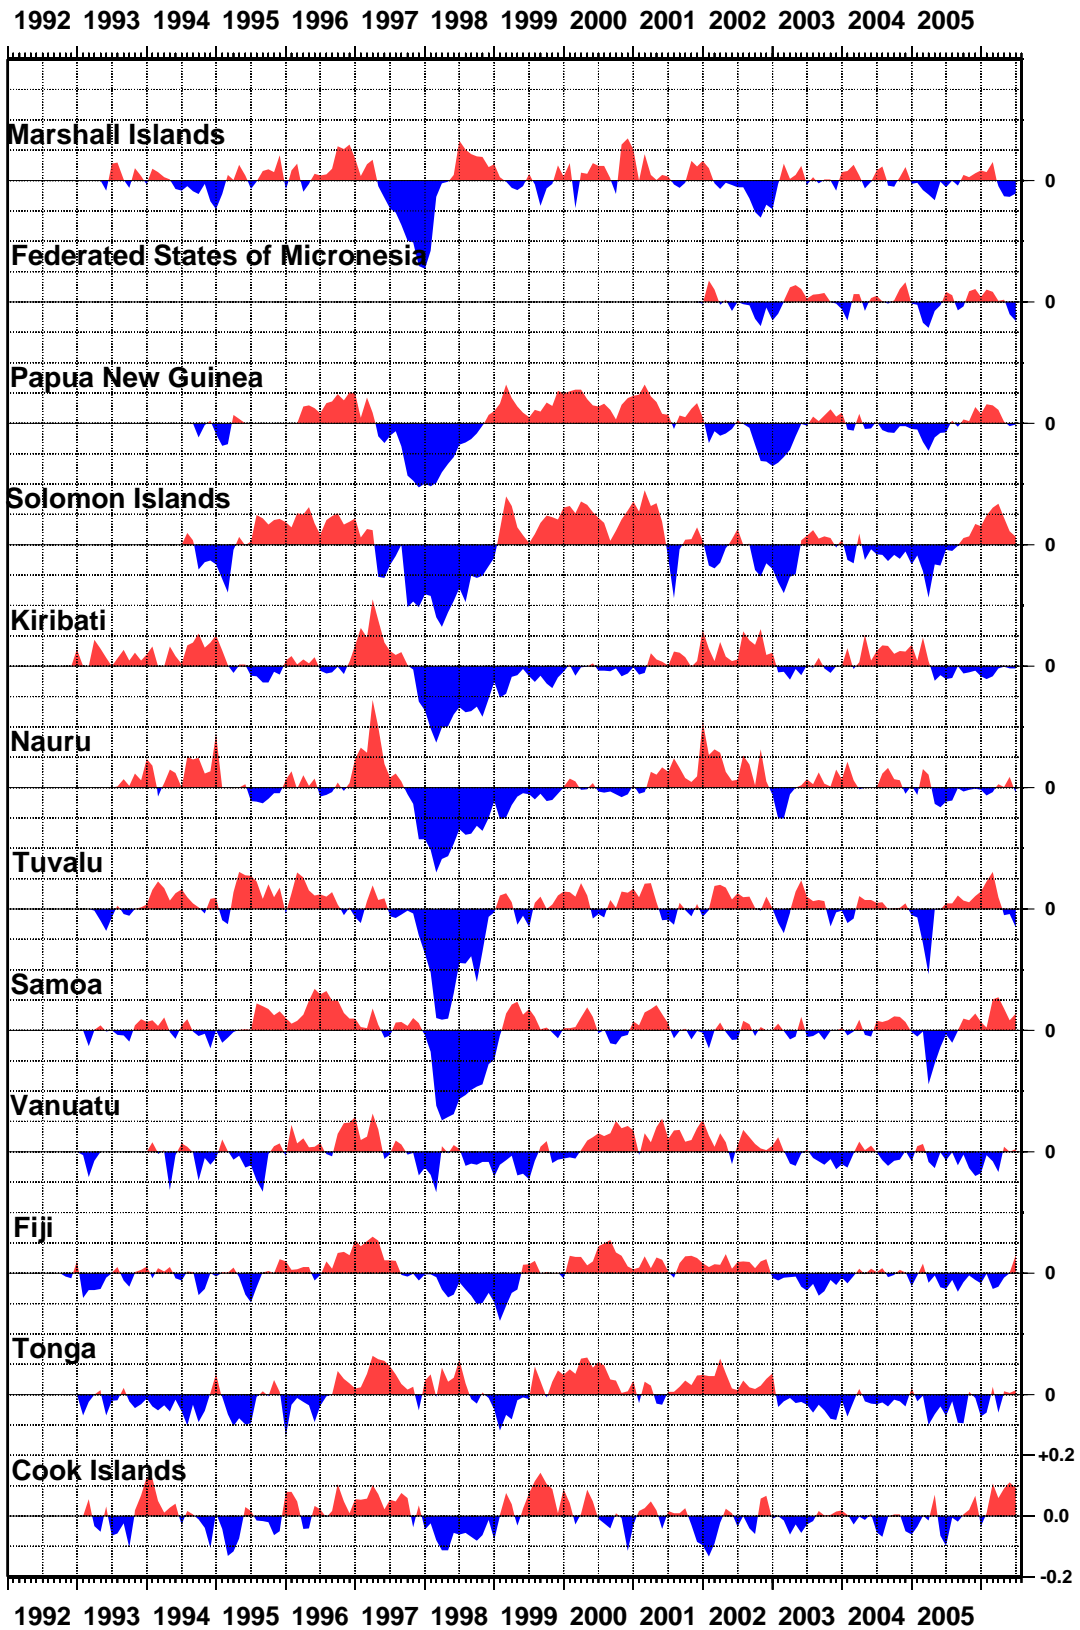 1992 1993 1994 1995 1996 1997 1998 1999 2000 2001 2002 2003 2004 2005
Marshall Islands
0
Federated States of Micronesia
0
Papua New Guinea
0
Solomon Islands
0
Kiribati
0
Nauru
0
Tuvalu
0
Samoa
0
Vanuatu
0
Fiji
0
Tonga
0
+0.2
Cook Islands
0.0
-0.2
1992 1993 1994 1995 1996 1997 1998 1999 2000 2001 2002 2003 2004 2005